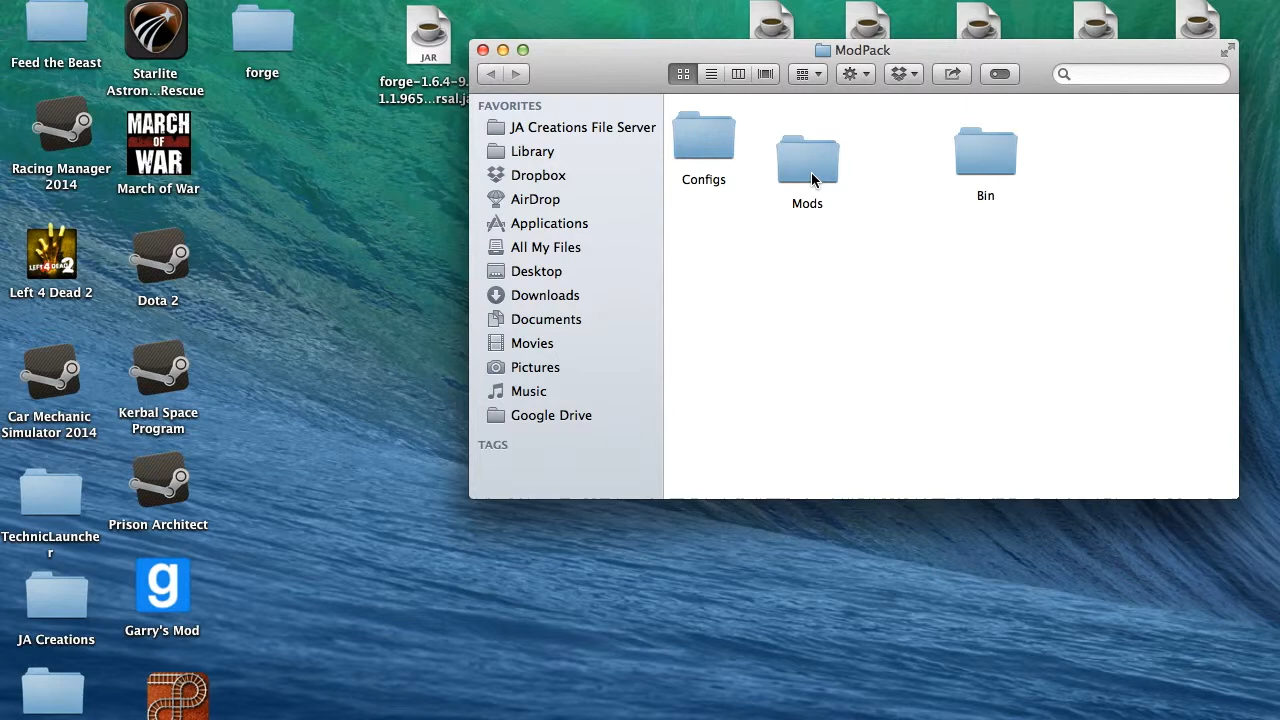 Feed the Beast
Starlite
Astron...Rescue
forge
JAR
forge-1.6.4-9.
1.1.965...rsal.ja
Racing Manager
2014
MARCH
OF
WAR
March of War
LEFT 4 DEAD 2
Left 4 Dead 2
Dota 2
Car Mechanic
Simulator 2014
Kerbal Space
Program
TechnicLaunche
r
Prison Architect
JA Creations
g
Garry's Mod
ModPack
FAVORITES
JA Creations File Server
Library
Dropbox
AirDrop
Applications
All My Files
Desktop
Downloads
Documents
Movies
Pictures
Music
Google Drive
TAGS
Configs
Mods
Bin